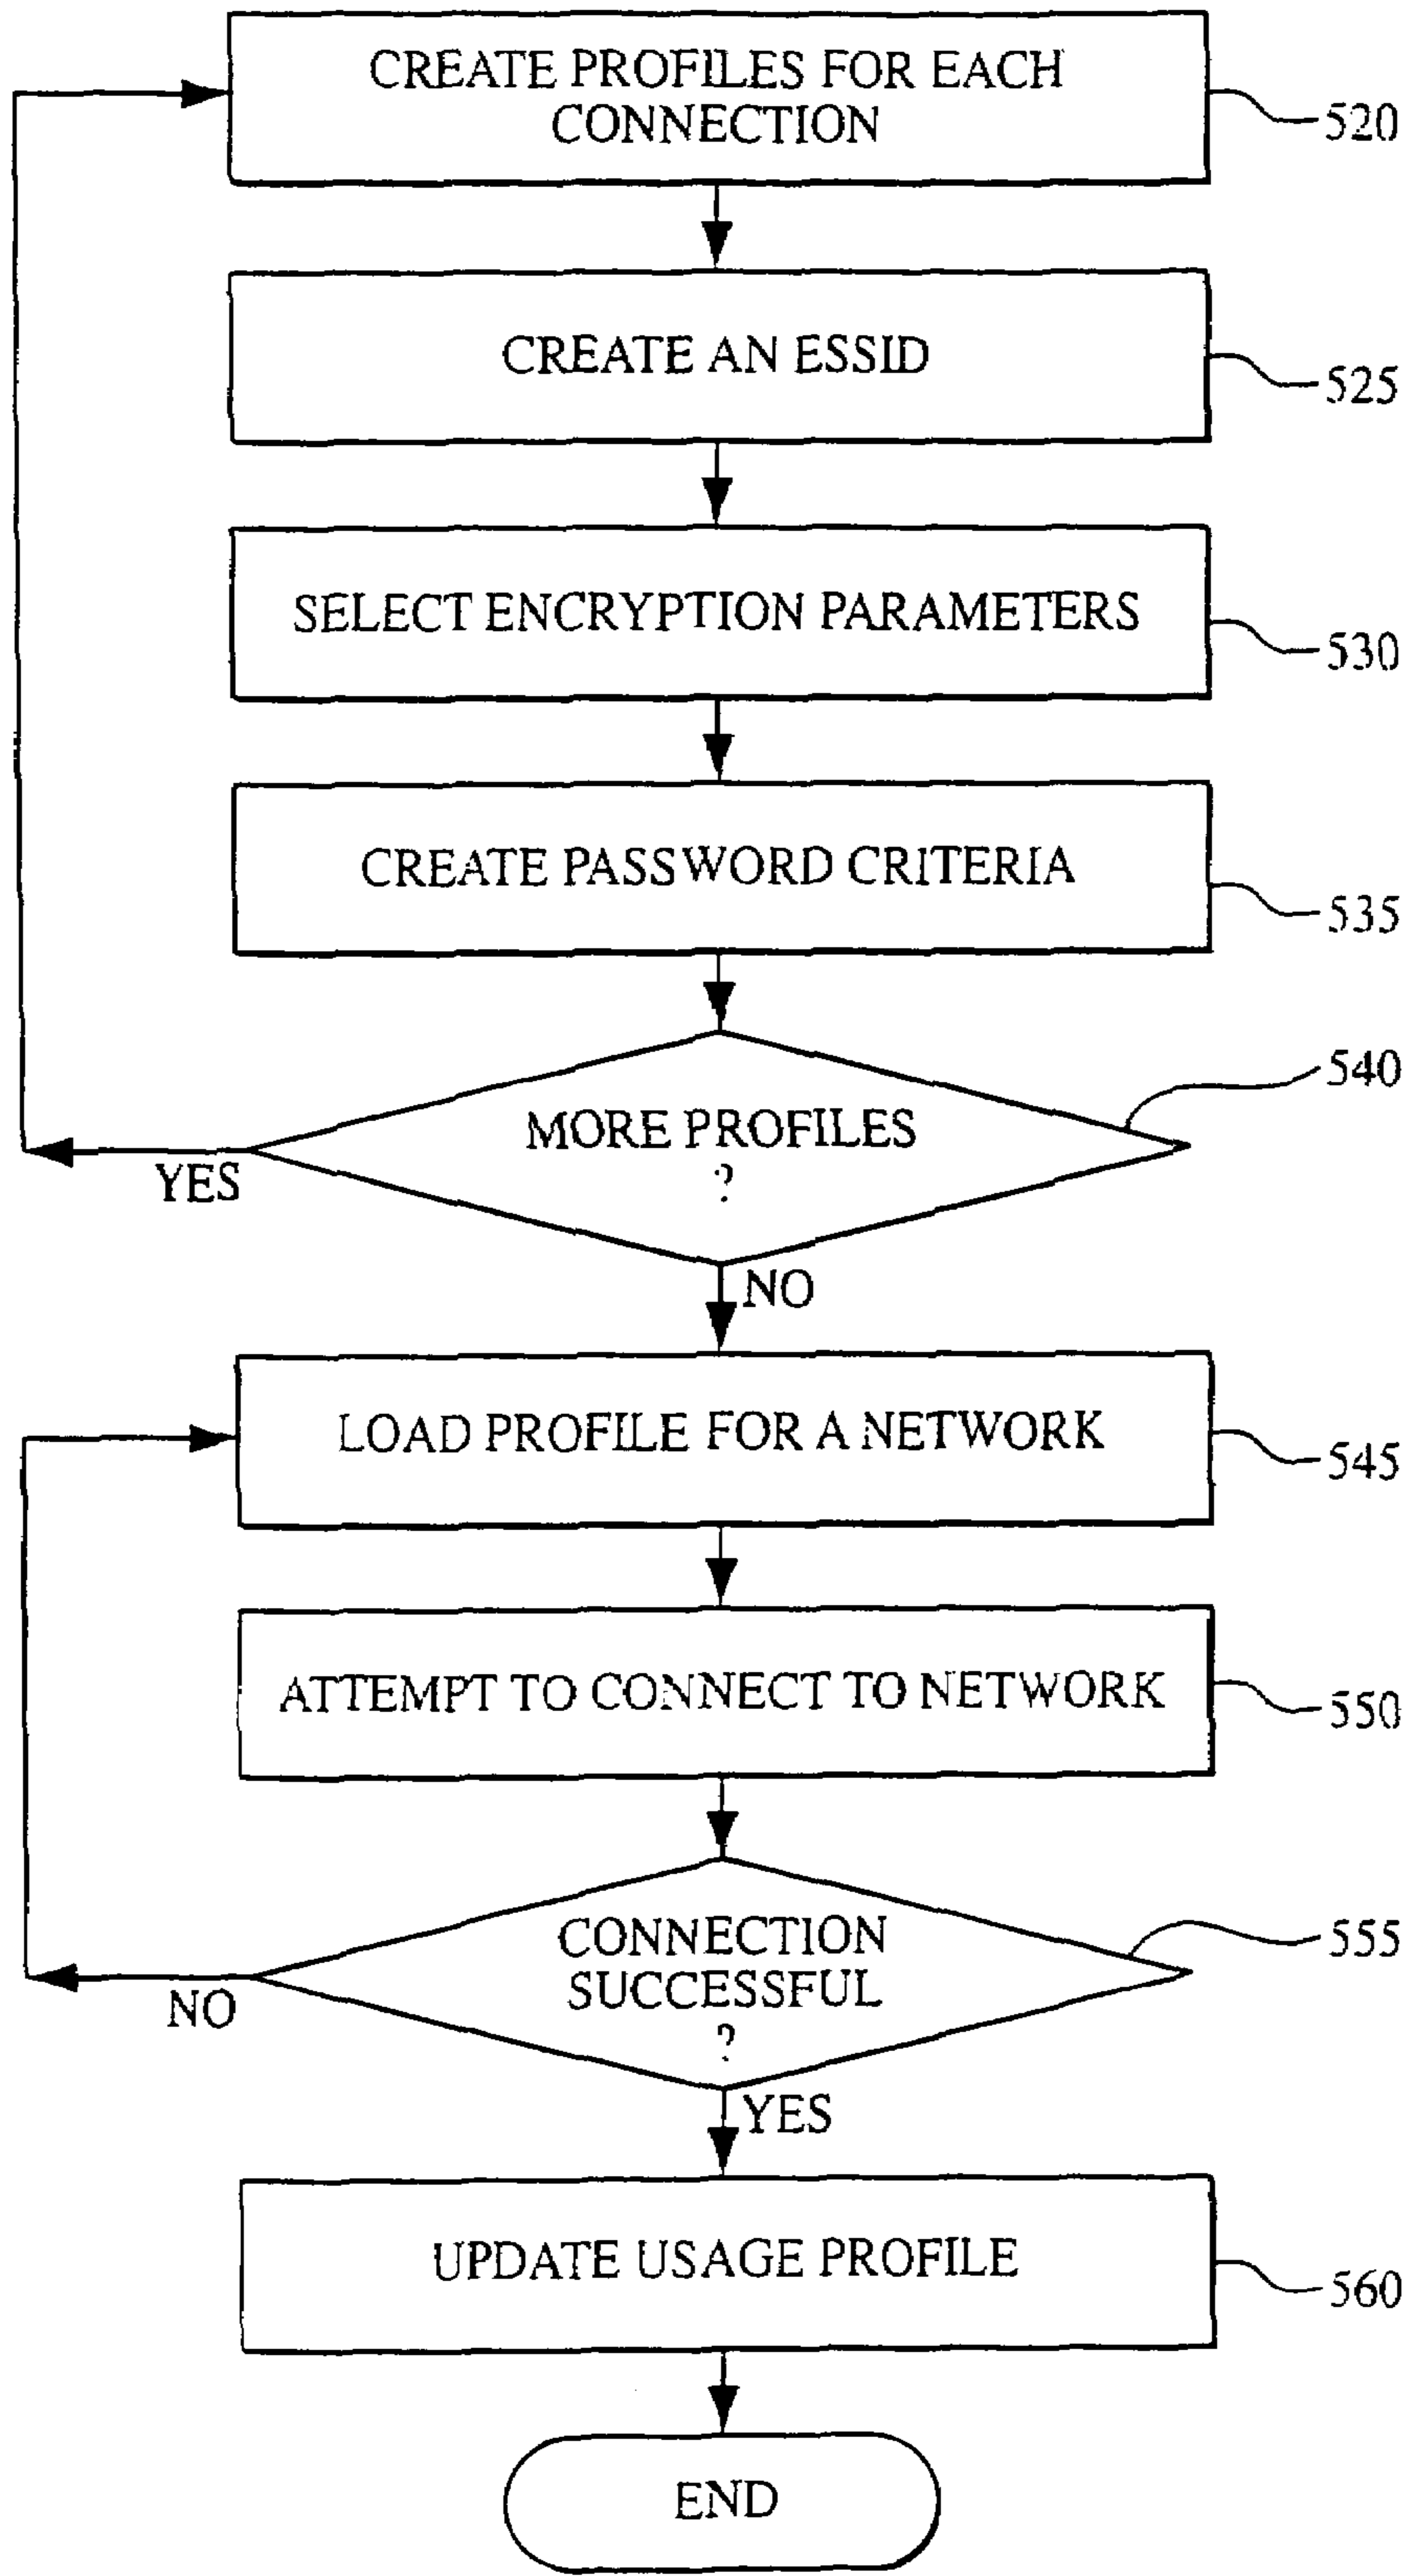 CREATE PROFILES FOR EACH
CONNECTION
520
CREATE AN ESSID
525
SELECT ENCRYPTION PARAMETERS
530
CREATE PASSWORD CRITERIA
535
540
MORE PROFILES
?
YES
NO
LOAD PROFILE FOR A NETWORK
545
ATTEMPT TO CONNECT TO NETWORK
550
555
CONNECTION
SUCCESSFUL
?
NO
YES
UPDATE USAGE PROFILE
560
END